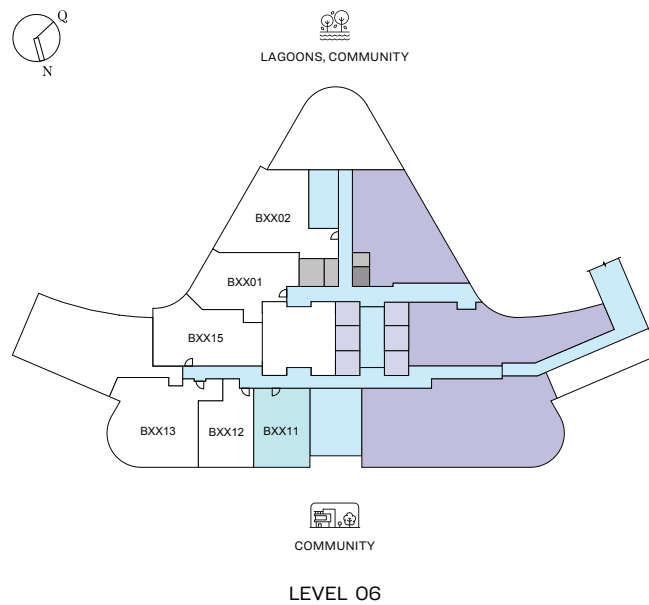 Q
N
LAGOONS, COMMUNITY
BXX02
BXX01
BXX15
BXX13
BXX12
BXX11
COMMUNITY
LEVEL 06